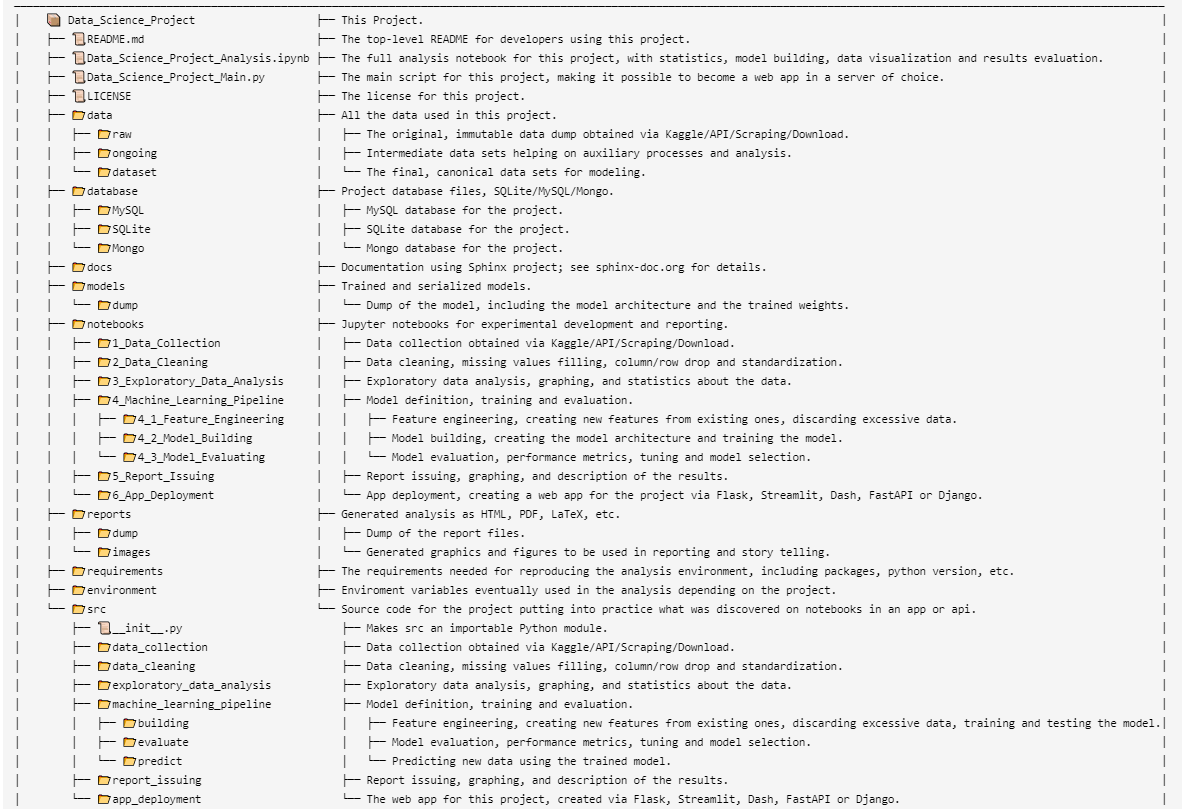 Data_Science_Project ├── This Project.
├── README.md ├── The top-level README for developers using this project.
├── Data_Science_Project_Analysis.ipynb ├── The full analysis notebook for this project, with statistics, model building, data visualization and results evaluation.
├── Data_Science_Project_Main.py ├── The main script for this project, making it possible to become a web app in a server of choice.
├── LICENSE ├── The license for this project.
├── data ├── All the data used in this project.
│ ├── raw │ ├── The original, immutable data dump obtained via Kaggle/API/Scraping/Download.
│ ├── ongoing │ ├── Intermediate data sets helping on auxiliary processes and analysis.
│ └── dataset │ └── The final, canonical data sets for modeling.
├── database ├── Project database files, SQLite/MySQL/Mongo.
│ ├── MySQL │ ├── MySQL database for the project.
│ ├── SQLite │ ├── SQLite database for the project.
│ └── Mongo │ └── Mongo database for the project.
├── docs ├── Documentation using Sphinx project; see sphinx-doc.org for details.
├── models ├── Trained and serialized models.
│ └── dump │ └── Dump of the model, including the model architecture and the trained weights.
├── notebooks ├── Jupyter notebooks for experimental development and reporting.
│ ├── 1_Data_Collection │ ├── Data collection obtained via Kaggle/API/Scraping/Download.
│ ├── 2_Data_Cleaning │ ├── Data cleaning, missing values filling, column/row drop and standardization.
│ ├── 3_Exploratory_Data_Analysis │ ├── Exploratory data analysis, graphing, and statistics about the data.
│ ├── 4_Machine_Learning_Pipeline │ ├── Model definition, training and evaluation.
│ │ ├── 4_1_Feature_Engineering │ │ ├── Feature engineering, creating new features from existing ones, discarding excessive data.
│ │ ├── 4_2_Model_Building │ │ ├── Model building, creating the model architecture and training the model.
│ │ └── 4_3_Model_Evaluating │ │ └── Model evaluation, performance metrics, tuning and model selection.
│ ├── 5_Report_Issuing │ ├── Report issuing, graphing, and description of the results.
│ └── 6_App_Deployment │ └── App deployment, creating a web app for the project via Flask, Streamlit, Dash, FastAPI or Django.
├── reports ├── Generated analysis as HTML, PDF, LaTeX, etc.
│ ├── dump │ ├── Dump of the report files.
│ └── images │ └── Generated graphics and figures to be used in reporting and story telling.
├── requirements ├── The requirements needed for reproducing the analysis environment, including packages, python version, etc.
├── environment ├── Enviroment variables eventually used in the analysis depending on the project.
└── src └── Source code for the project putting into practice what was discovered on notebooks in an app or api.
├── __init__.py ├── Makes src an importable Python module.
├── data_collection ├── Data collection obtained via Kaggle/API/Scraping/Download.
├── data_cleaning ├── Data cleaning, missing values filling, column/row drop and standardization.
├── exploratory_data_analysis ├── Exploratory data analysis, graphing, and statistics about the data.
├── machine_learning_pipeline ├── Model definition, training and evaluation.
│ ├── building │ ├── Feature engineering, creating new features from existing ones, discarding excessive data, training and testing the model.
│ ├── evaluate │ ├── Model evaluation, performance metrics, tuning and model selection.
│ └── predict │ └── Predicting new data using the trained model.
├── report_issuing ├── Report issuing, graphing, and description of the results.
└── app_deployment └── The web app for this project, created via Flask, Streamlit, Dash, FastAPI or Django.